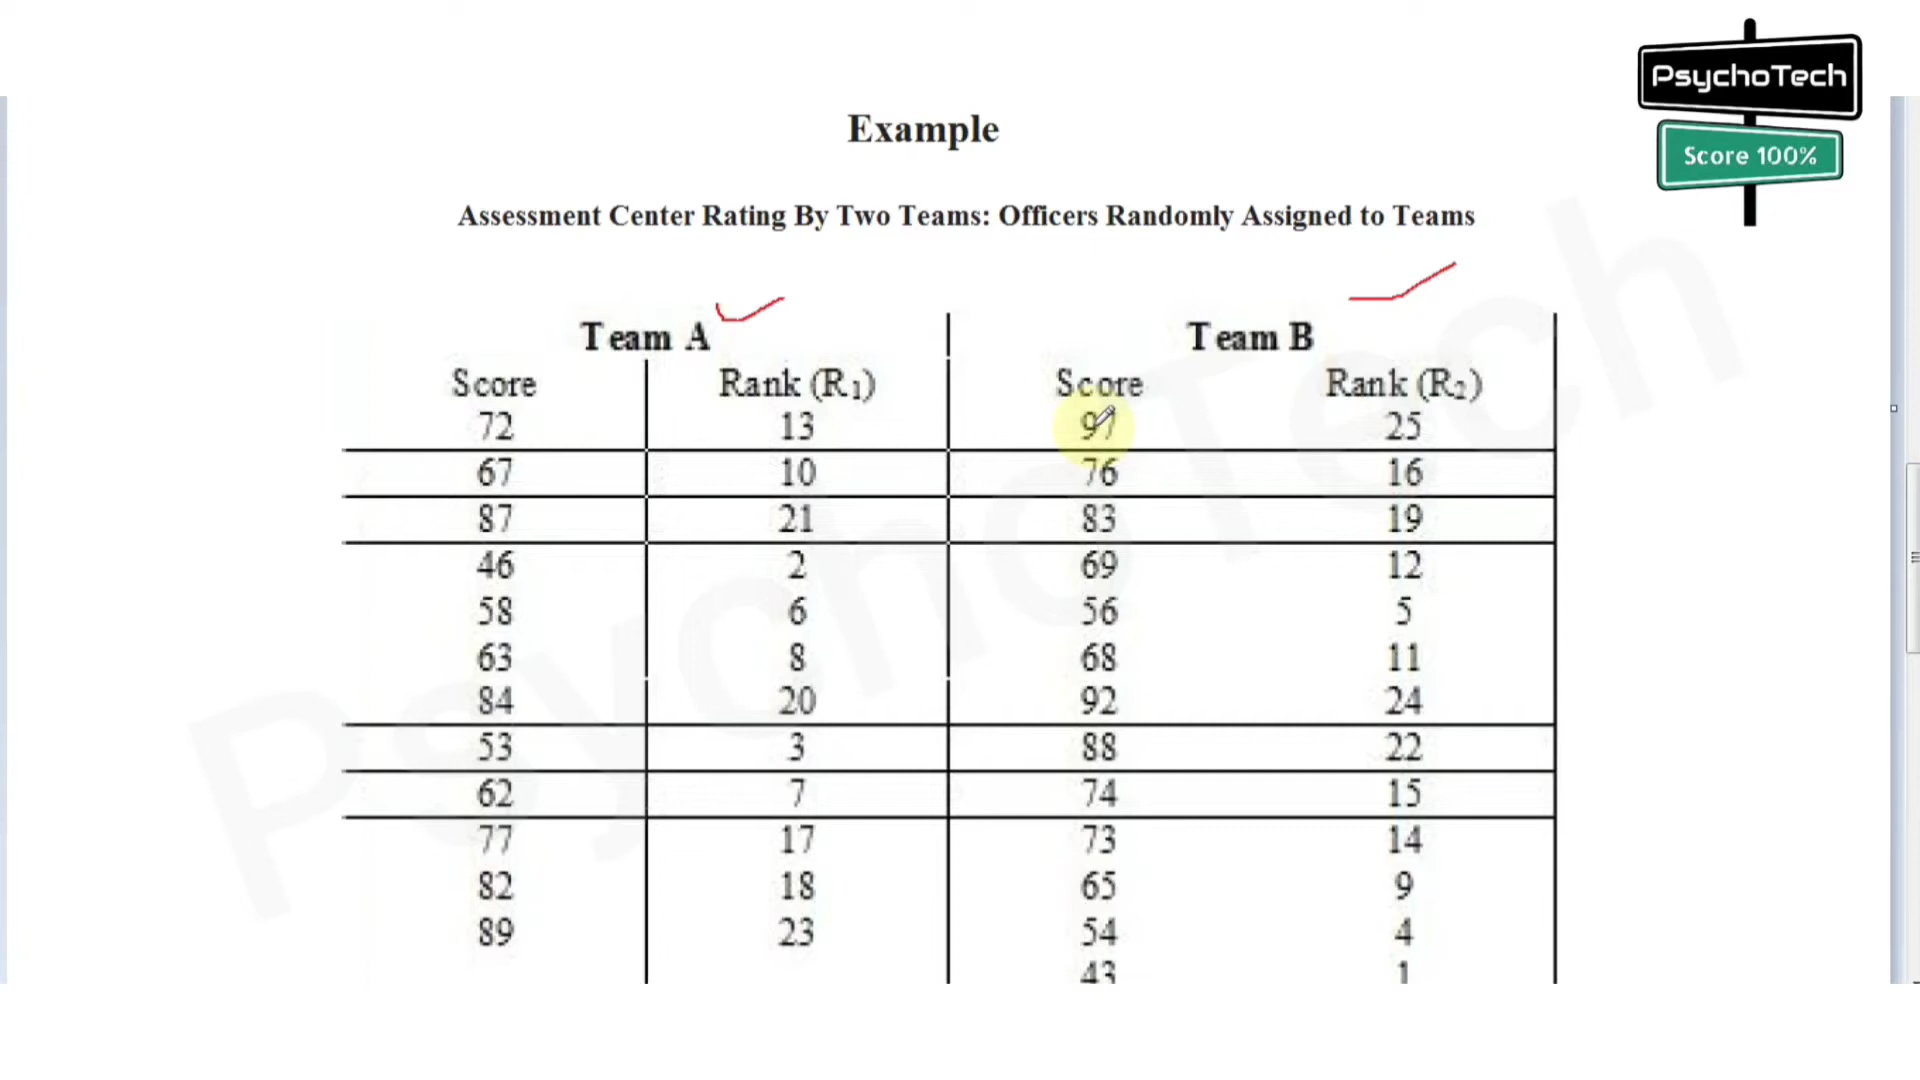 PsychoTech
Score 100%
Example
Assessment Center Rating By Two Teams: Officers Randomly Assigned to Teams
Team A Team B
Score Rank (R1) Score Rank (R2)
72 13 97 25
67 10 76 16
87 21 83 19
46 2 69 12
58 6 56 5
63 8 68 11
84 20 92 24
53 3 88 22
62 7 74 15
77 17 73 14
82 18 65 9
89 23 54 4
43 1
PsychoTech